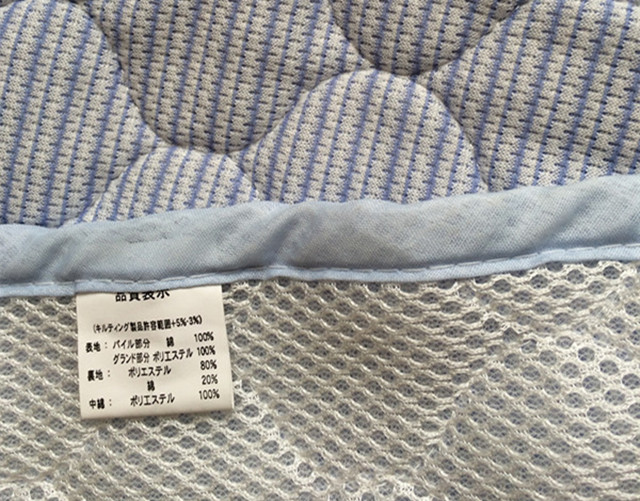 品質表示
(キルティング製品許容範囲+5%-3%)
表地： パイル部分 綿 100%
グランド部分 ポリエステル 100%
裏地： ポリエステル 80%
綿 20%
中綿： ポリエステル 100%